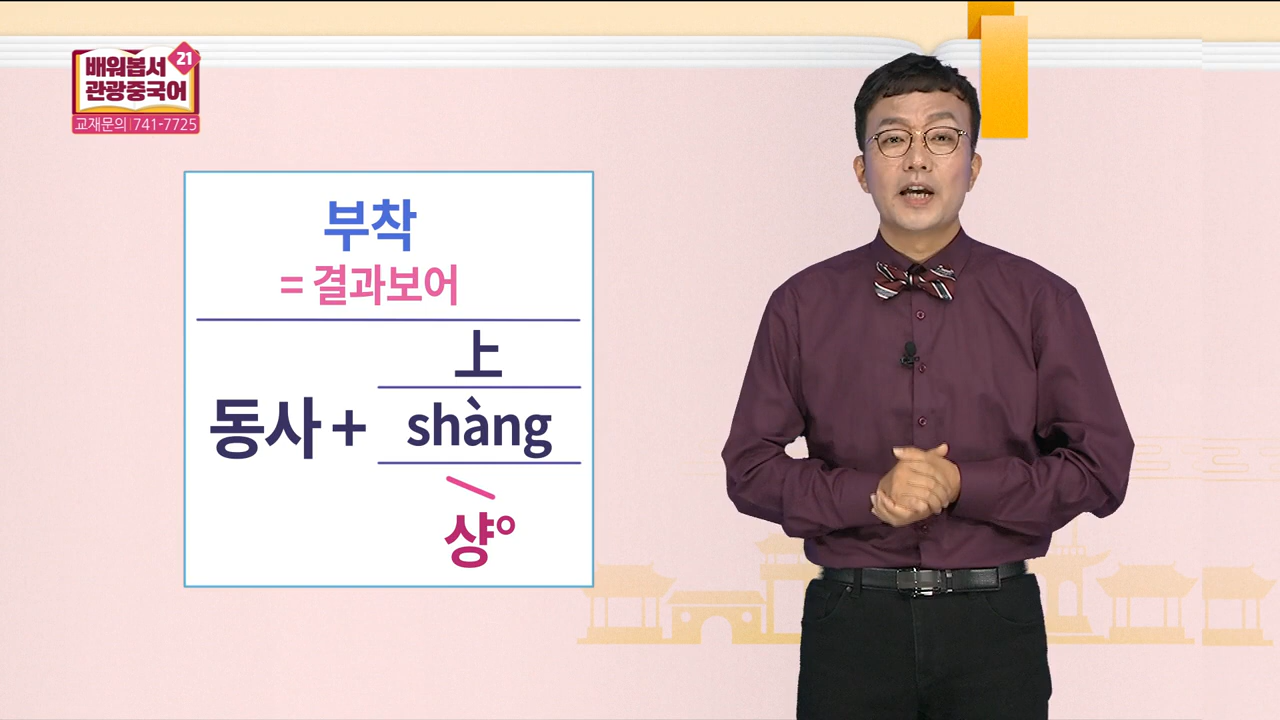 배워봅서 21
관광중국어
교재문의 | 741-7725
부착
= 결과보어
上
동사 + shàng
샹º